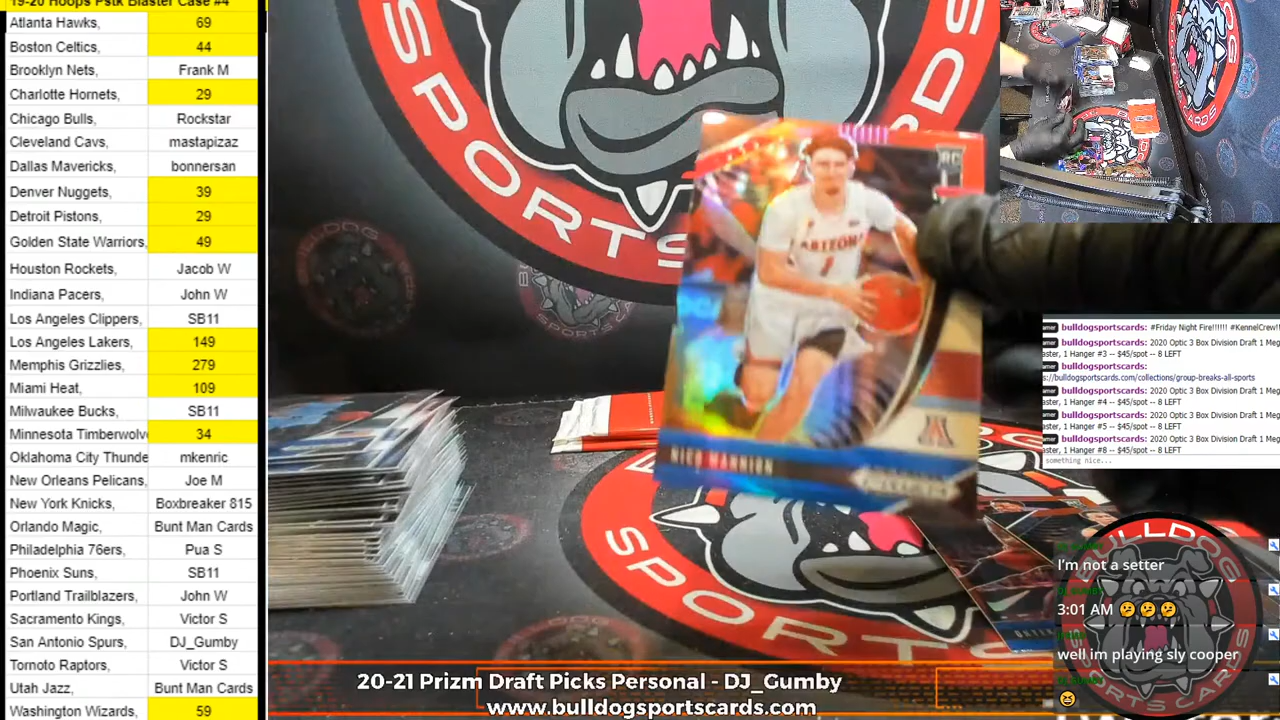 19-20 Hoops Pstk Blaster Case #4
Atlanta Hawks, 69
Boston Celtics, 44
Brooklyn Nets, Frank M
Charlotte Hornets, 29
Chicago Bulls, Rockstar
Cleveland Cavs, mastapizaz
Dallas Mavericks, bonnersan
Denver Nuggets, 39
Detroit Pistons, 29
Golden State Warriors, 49
Houston Rockets, Jacob W
Indiana Pacers, John W
Los Angeles Clippers, SB11
Los Angeles Lakers, 149
Memphis Grizzlies, 279
Miami Heat, 109
Milwaukee Bucks, SB11
Minnesota Timberwolv 34
Oklahoma City Thunde mkenric
New Orleans Pelicans, Joe M
New York Knicks, Boxbreaker 815
Orlando Magic, Bunt Man Cards
Philadelphia 76ers, Pua S
Phoenix Suns, SB11
Portland Trailblazers, John W
Sacramento Kings, Victor S
San Antonio Spurs, DJ_Gumby
Tornoto Raptors, Victor S
Utah Jazz, Bunt Man Cards
Washington Wizards, 59
SPORTS
RC
ARIZONA
1
NICO MANNION
A
SPORTS
bulldogsportscards: #Friday Night Fire!!!!!! #KennelCrew!!
bulldogsportscards: 2020 Optic 3 Box Division Draft 1 Meg
aster, 1 Hanger #3 -- $45/spot -- 8 LEFT
bulldogsportscards:
s://bulldogsportscards.com/collections/group-breaks-all-sports
bulldogsportscards: 2020 Optic 3 Box Division Draft 1 Meg
aster, 1 Hanger #4 -- $45/spot -- 8 LEFT
bulldogsportscards: 2020 Optic 3 Box Division Draft 1 Meg
aster, 1 Hanger #5 -- $45/spot -- 8 LEFT
bulldogsportscards: 2020 Optic 3 Box Division Draft 1 Meg
aster, 1 Hanger #8 -- $45/spot -- 8 LEFT
something nice...
BULLDOG
I'm not a setter
3:01 AM 🤔🤔🤔
well im playing sly cooper
😆
SPORTS CARDS
20-21 Prizm Draft Picks Personal - DJ_Gumby
www.bulldogsportscards.com